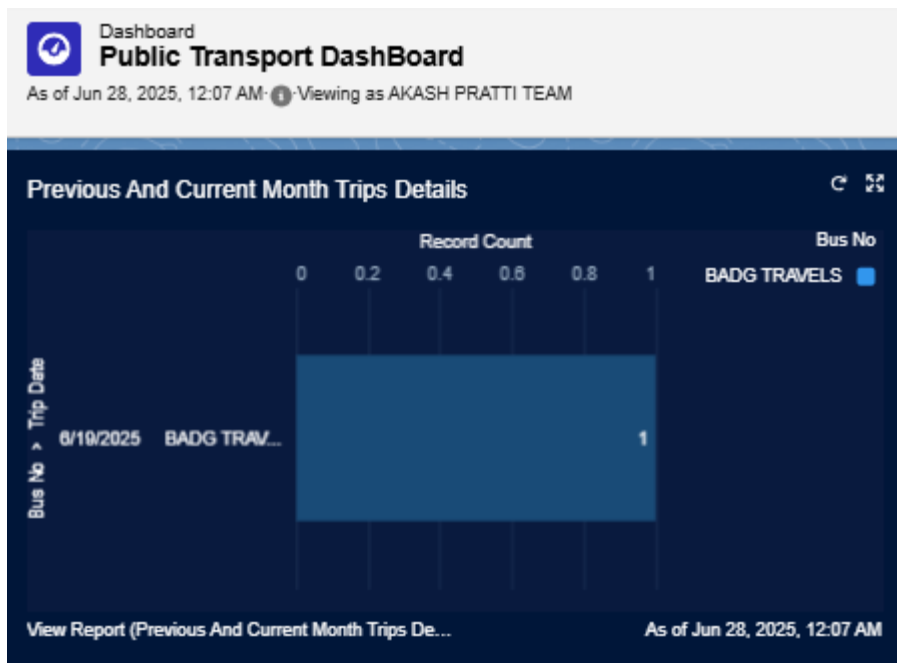 Dashboard
Public Transport DashBoard
As of Jun 28, 2025, 12:07 AM·Viewing as AKASH PRATTI TEAM
Previous And Current Month Trips Details
Record Count
Bus No
0 0.2 0.4 0.6 0.8 1
BADG TRAVELS
Bus No > Trip Date
6/19/2025 BADG TRAV...
1
View Report (Previous And Current Month Trips De...
As of Jun 28, 2025, 12:07 AM